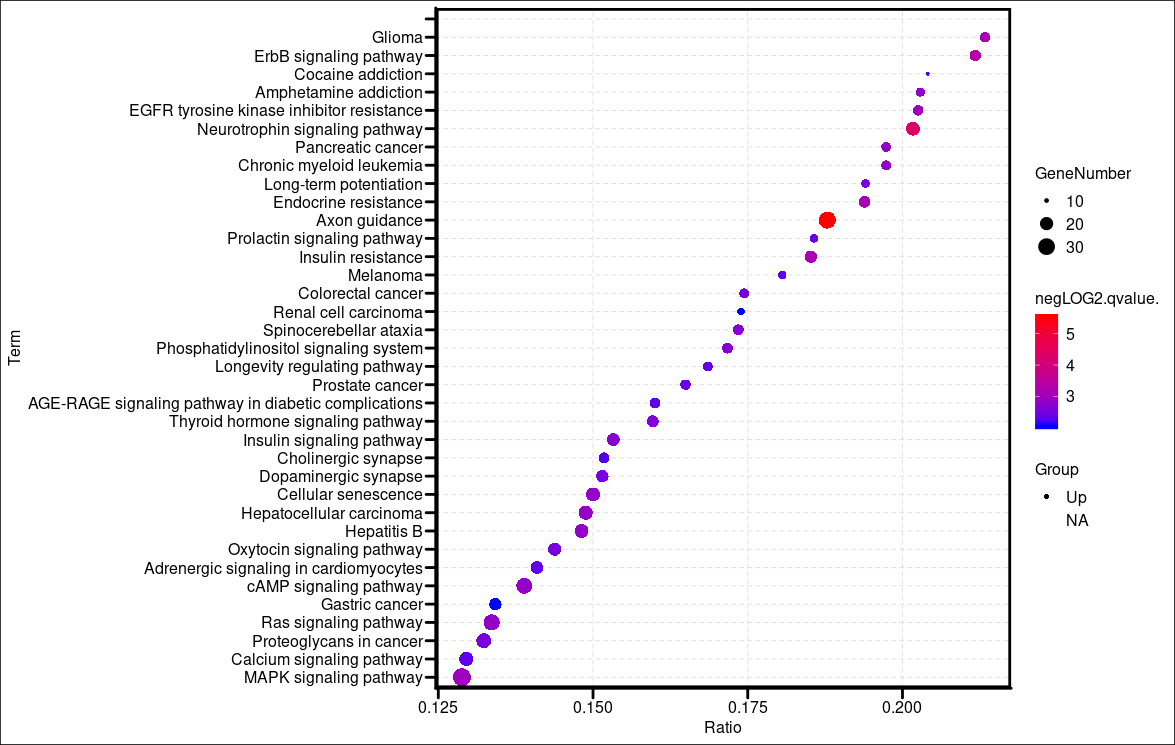 Glioma
ErbB signaling pathway
Cocaine addiction
Amphetamine addiction
EGFR tyrosine kinase inhibitor resistance
Neurotrophin signaling pathway
Pancreatic cancer
Chronic myeloid leukemia
Long-term potentiation
Endocrine resistance
Axon guidance
Prolactin signaling pathway
Insulin resistance
Melanoma
Colorectal cancer
Renal cell carcinoma
Spinocerebellar ataxia
Phosphatidylinositol signaling system
Longevity regulating pathway
Prostate cancer
AGE-RAGE signaling pathway in diabetic complications
Thyroid hormone signaling pathway
Insulin signaling pathway
Cholinergic synapse
Dopaminergic synapse
Cellular senescence
Hepatocellular carcinoma
Hepatitis B
Oxytocin signaling pathway
Adrenergic signaling in cardiomyocytes
cAMP signaling pathway
Gastric cancer
Ras signaling pathway
Proteoglycans in cancer
Calcium signaling pathway
MAPK signaling pathway
Term
0.125 0.150 0.175 0.200
Ratio
GeneNumber
10
20
30
negLOG2.qvalue.
5
4
3
Group
Up
NA